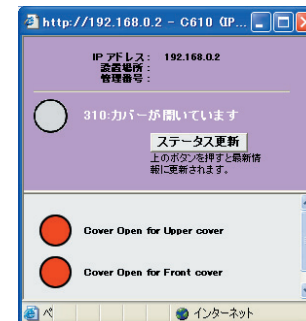 http://192.168.0.2 - C610 (IP...
IP アドレス： 192.168.0.2
設置場所：
管理番号：
310:カバーが開いています
ステータス更新
上のボタンを押すと最新情
報に更新されます。
Cover Open for Upper cover
Cover Open for Front cover
ペ
インターネット